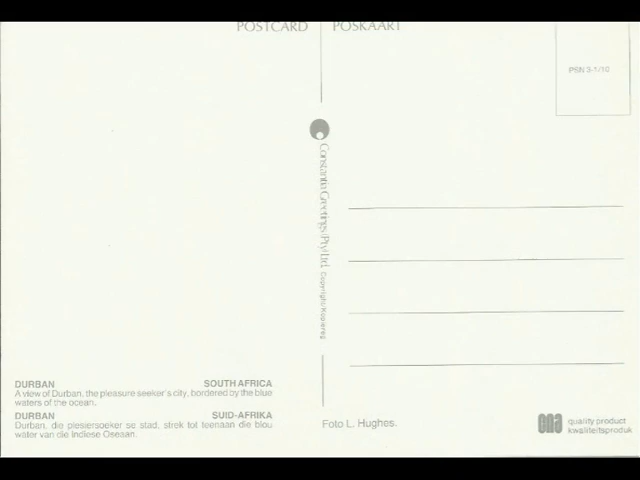 POSTCARD POSKAART
PSN 3-1/10
Constantia Greetings (Pty) Ltd. Copyright/Kopiereg
DURBAN SOUTH AFRICA
A view of Durban, the pleasure seeker's city, bordered by the blue
waters of the ocean.
DURBAN SUID-AFRIKA
Durban, die plesiersoeker se stad, strek tot teenaan die blou
water van die Indiese Oseaan.
Foto L. Hughes.
quality product
kwaliteitsproduk